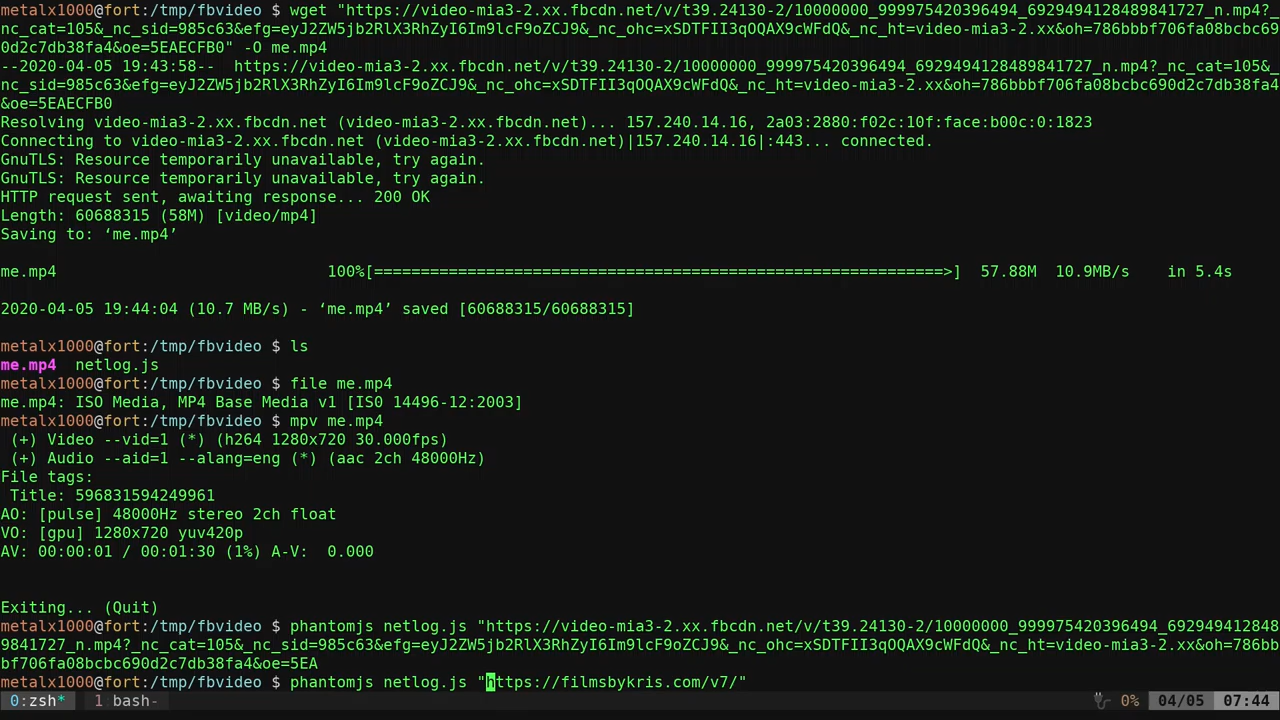 metalx1000@fort:/tmp/fbvideo $ wget "https://video-mia3-2.xx.fbcdn.net/v/t39.24130-2/10000000_999975420396494_6929494128489841727_n.mp4?_
nc_cat=105&_nc_sid=985c63&efg=eyJ2ZW5jb2RlX3RhZyI6Im9lcF9oZCJ9&_nc_ohc=xSDTFII3qOQAX9cWFdQ&_nc_ht=video-mia3-2.xx&oh=786bbbf706fa08bcbc69
0d2c7db38fa4&oe=5EAECFB0" -O me.mp4
--2020-04-05 19:43:58--  https://video-mia3-2.xx.fbcdn.net/v/t39.24130-2/10000000_999975420396494_6929494128489841727_n.mp4?_nc_cat=105&_
nc_sid=985c63&efg=eyJ2ZW5jb2RlX3RhZyI6Im9lcF9oZCJ9&_nc_ohc=xSDTFII3qOQAX9cWFdQ&_nc_ht=video-mia3-2.xx&oh=786bbbf706fa08bcbc690d2c7db38fa4
&oe=5EAECFB0
Resolving video-mia3-2.xx.fbcdn.net (video-mia3-2.xx.fbcdn.net)... 157.240.14.16, 2a03:2880:f02c:10f:face:b00c:0:1823
Connecting to video-mia3-2.xx.fbcdn.net (video-mia3-2.xx.fbcdn.net)|157.240.14.16|:443... connected.
GnuTLS: Resource temporarily unavailable, try again.
GnuTLS: Resource temporarily unavailable, try again.
HTTP request sent, awaiting response... 200 OK
Length: 60688315 (58M) [video/mp4]
Saving to: ‘me.mp4’
me.mp4 100%[=============================================================>] 57.88M 10.9MB/s in 5.4s
2020-04-05 19:44:04 (10.7 MB/s) - ‘me.mp4’ saved [60688315/60688315]
metalx1000@fort:/tmp/fbvideo $ ls
me.mp4  netlog.js
metalx1000@fort:/tmp/fbvideo $ file me.mp4
me.mp4: ISO Media, MP4 Base Media v1 [IS0 14496-12:2003]
metalx1000@fort:/tmp/fbvideo $ mpv me.mp4
(+) Video --vid=1 (*) (h264 1280x720 30.000fps)
(+) Audio --aid=1 --alang=eng (*) (aac 2ch 48000Hz)
File tags:
Title: 596831594249961
AO: [pulse] 48000Hz stereo 2ch float
VO: [gpu] 1280x720 yuv420p
AV: 00:00:01 / 00:01:30 (1%) A-V:  0.000
Exiting... (Quit)
metalx1000@fort:/tmp/fbvideo $ phantomjs netlog.js "https://video-mia3-2.xx.fbcdn.net/v/t39.24130-2/10000000_999975420396494_692949412848
9841727_n.mp4?_nc_cat=105&_nc_sid=985c63&efg=eyJ2ZW5jb2RlX3RhZyI6Im9lcF9oZCJ9&_nc_ohc=xSDTFII3qOQAX9cWFdQ&_nc_ht=video-mia3-2.xx&oh=786bb
bf706fa08bcbc690d2c7db38fa4&oe=5EA
metalx1000@fort:/tmp/fbvideo $ phantomjs netlog.js "https://filmsbykris.com/v7/"
0:zsh*  1:bash-  0%  04/05  07:44